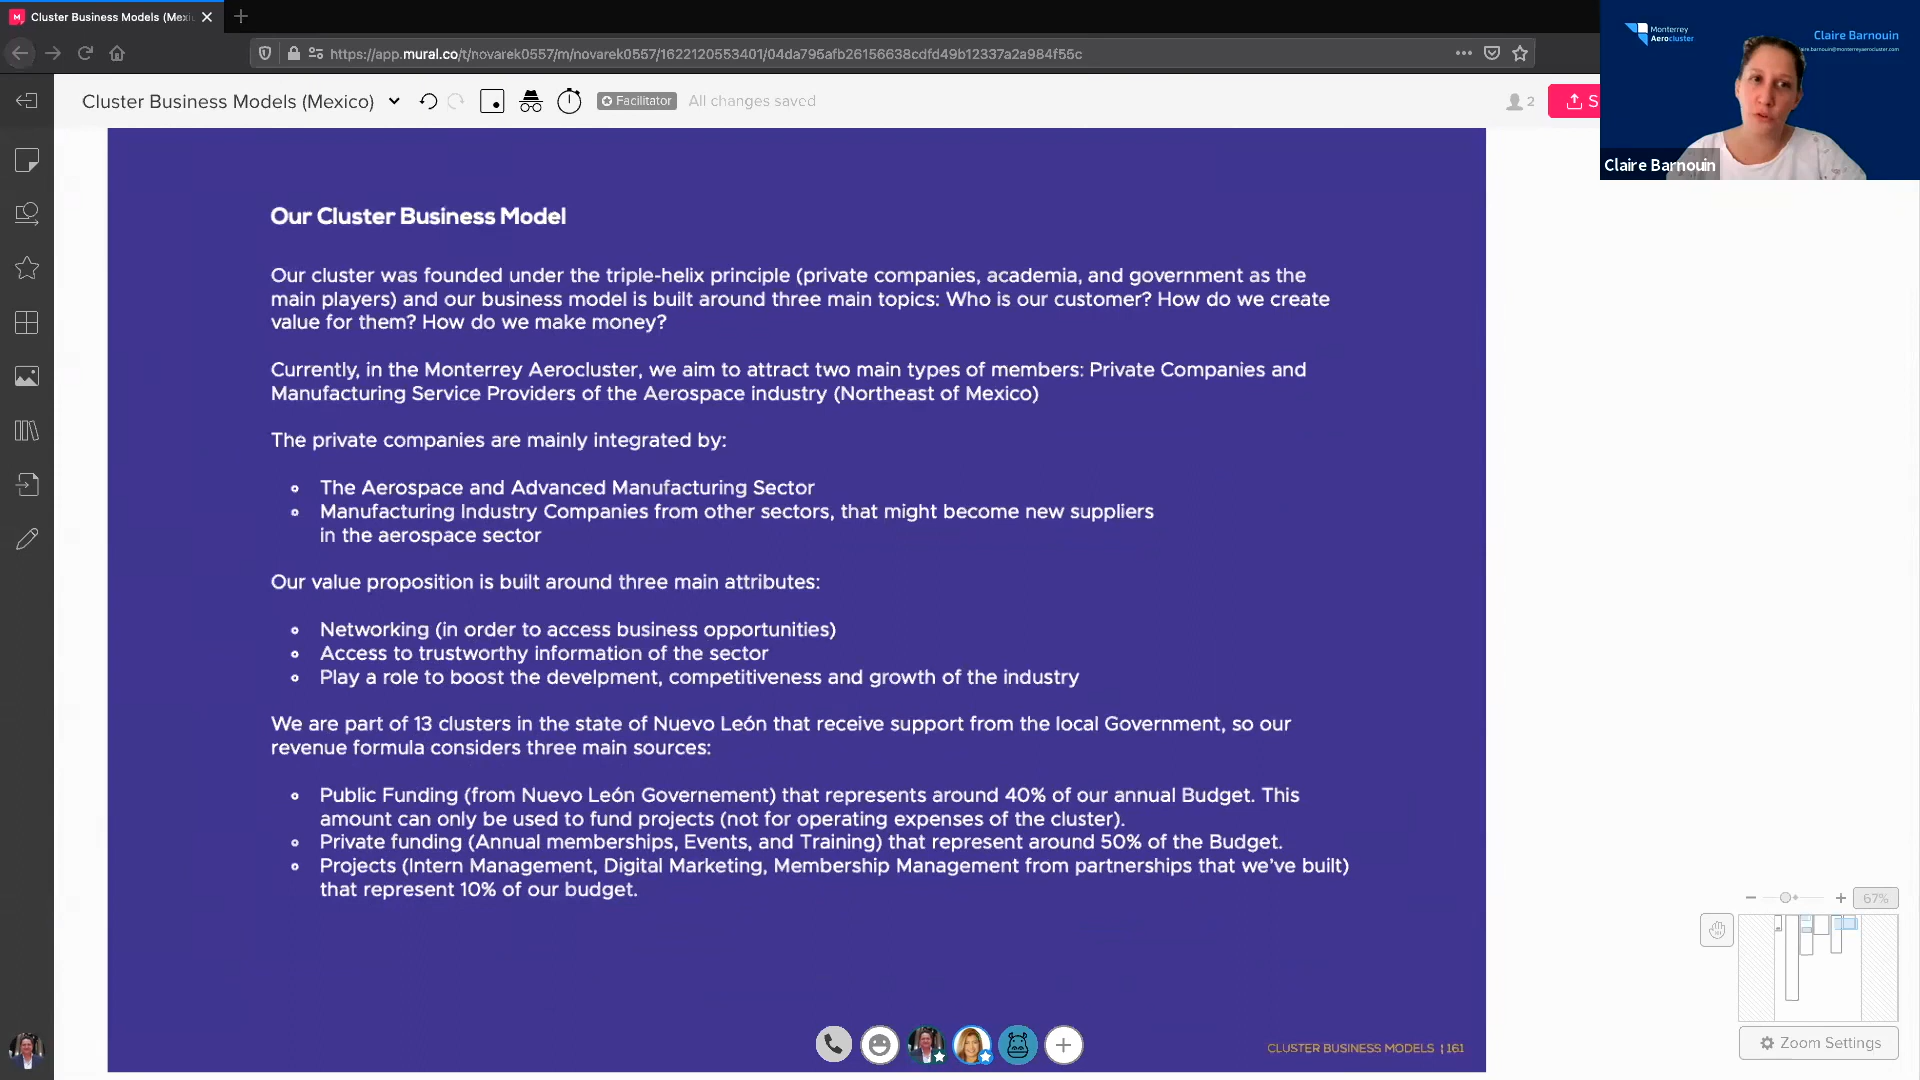 Cluster Business Models (Mexi
https://app.mural.co/t/novarek0557/m/novarek0557/1622120553401/04da795afb26156638cdfd49b12337a2a984f55c
Monterrey
Aerocluster
Claire Barnouin
claire.barnouin@monterreyaerocluster.com
Claire Barnouin
Cluster Business Models (Mexico)
Facilitator
All changes saved
2
S
Our Cluster Business Model
Our cluster was founded under the triple-helix principle (private companies, academia, and government as the
main players) and our business model is built around three main topics: Who is our customer? How do we create
value for them? How do we make money?
Currently, in the Monterrey Aerocluster, we aim to attract two main types of members: Private Companies and
Manufacturing Service Providers of the Aerospace industry (Northeast of Mexico)
The private companies are mainly integrated by:
The Aerospace and Advanced Manufacturing Sector
Manufacturing Industry Companies from other sectors, that might become new suppliers
in the aerospace sector
Our value proposition is built around three main attributes:
Networking (in order to access business opportunities)
Access to trustworthy information of the sector
Play a role to boost the develpment, competitiveness and growth of the industry
We are part of 13 clusters in the state of Nuevo León that receive support from the local Government, so our
revenue formula considers three main sources:
Public Funding (from Nuevo León Governement) that represents around 40% of our annual Budget. This
amount can only be used to fund projects (not for operating expenses of the cluster).
Private funding (Annual memberships, Events, and Training) that represent around 50% of the Budget.
Projects (Intern Management, Digital Marketing, Membership Management from partnerships that we've built)
that represent 10% of our budget.
67%
CLUSTER BUSINESS MODELS | 161
Zoom Settings